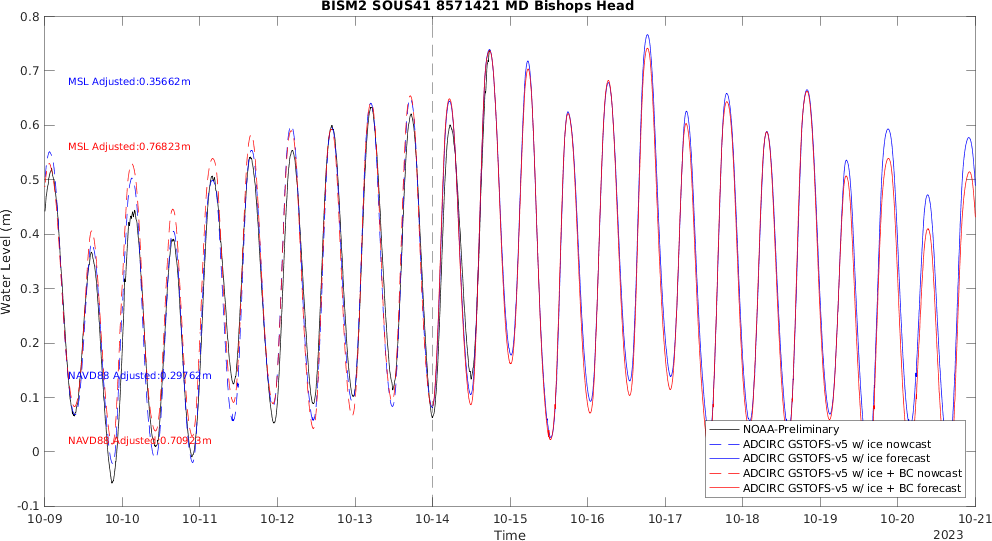 BISM2 SOUS41 8571421 MD Bishops Head
0.8
0.7
0.6
0.5
0.4
0.3
0.2
0.1
0
-0.1
Water Level (m)
MSL Adjusted:0.35662m
MSL Adjusted:0.76823m
NAVD88 Adjusted:0.29762m
NAVD88 Adjusted:0.70923m
NOAA-Preliminary
ADCIRC GSTOFS-v5 w/ ice nowcast
ADCIRC GSTOFS-v5 w/ ice forecast
ADCIRC GSTOFS-v5 w/ ice + BC nowcast
ADCIRC GSTOFS-v5 w/ ice + BC forecast
10-09 10-10 10-11 10-12 10-13 10-14 10-15 10-16 10-17 10-18 10-19 10-20 10-21
Time
2023